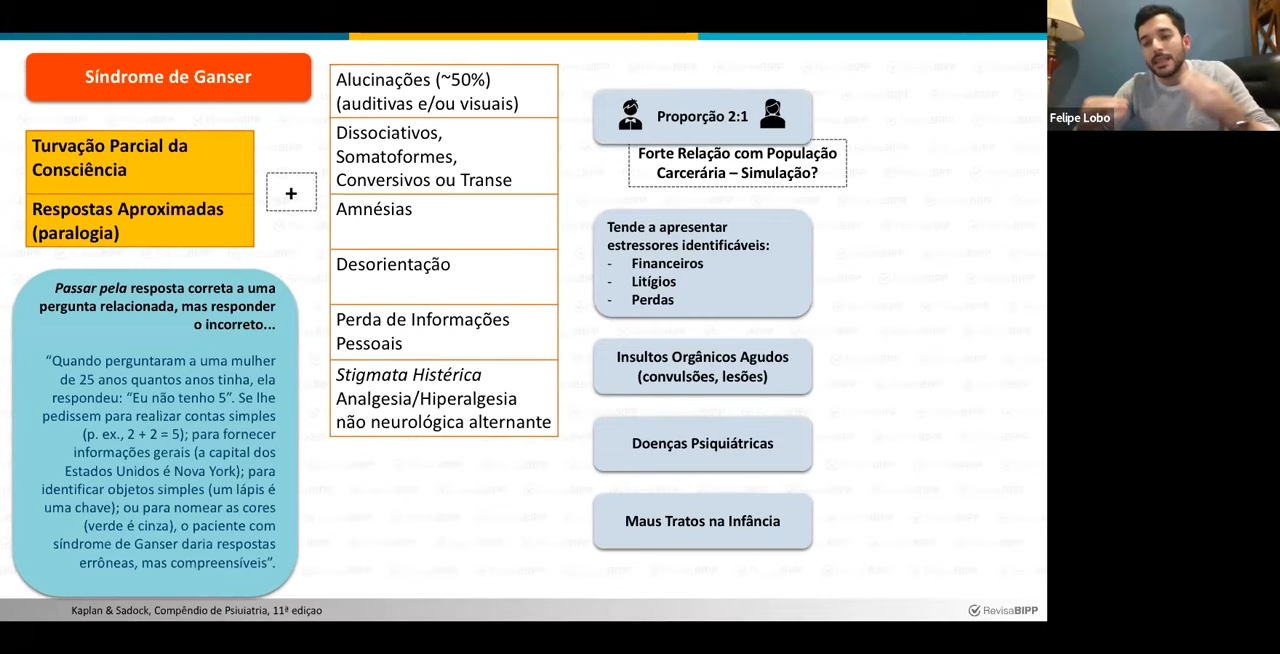 Síndrome de Ganser
Turvação Parcial da
Consciência
Respostas Aproximadas
(paralogia)
+
Passar pela resposta correta a uma
pergunta relacionada, mas responder
o incorreto...
“Quando perguntaram a uma mulher
de 25 anos quantos anos tinha, ela
respondeu: “Eu não tenho 5”. Se lhe
pedissem para realizar contas simples
(p. ex., 2 + 2 = 5); para fornecer
informações gerais (a capital dos
Estados Unidos é Nova York); para
identificar objetos simples (um lápis é
uma chave); ou para nomear as cores
(verde é cinza), o paciente com
síndrome de Ganser daria respostas
errôneas, mas compreensíveis”.
Alucinações (~50%)
(auditivas e/ou visuais)
Dissociativos,
Somatoformes,
Conversivos ou Transe
Amnésias
Desorientação
Perda de Informações
Pessoais
Stigmata Histérica
Analgesia/Hiperalgesia
não neurológica alternante
Proporção 2:1
Forte Relação com População
Carcerária – Simulação?
Tende a apresentar
estressores identificáveis:
- Financeiros
- Litígios
- Perdas
Insultos Orgânicos Agudos
(convulsões, lesões)
Doenças Psiquiátricas
Maus Tratos na Infância
Kaplan & Sadock, Compêndio de Psiuiatria, 11ª ediçao
RevisaBIPP
Felipe Lobo